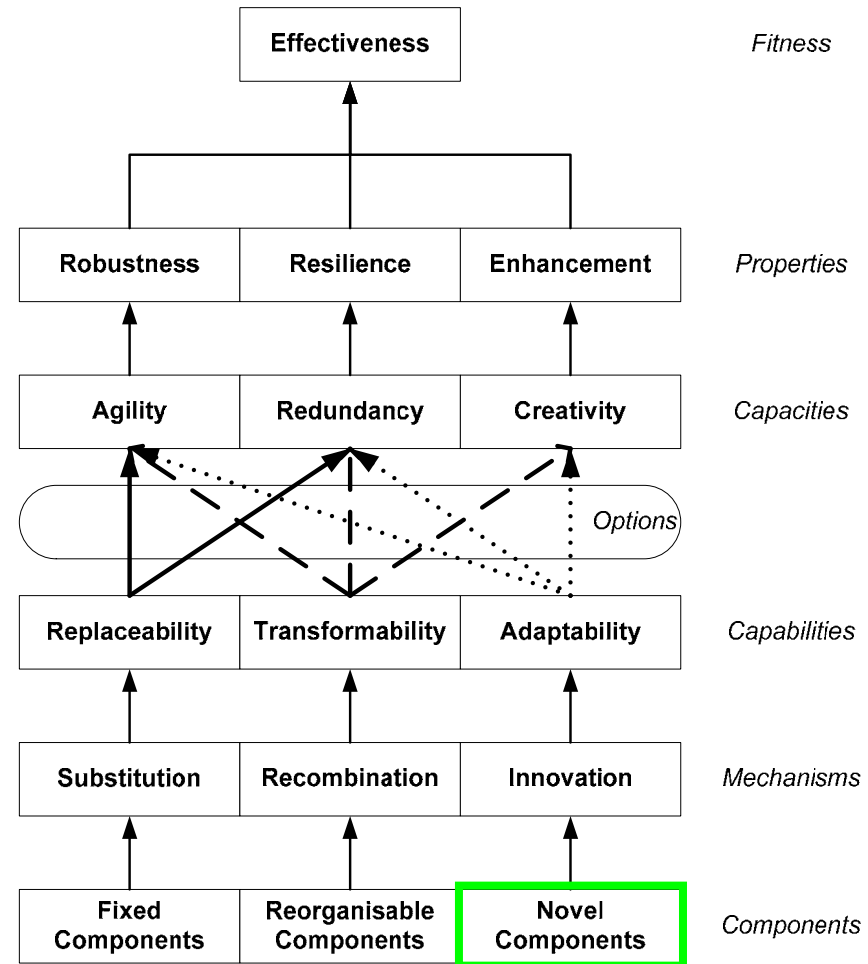 Effectiveness
Fitness
Robustness
Resilience
Enhancement
Properties
Agility
Redundancy
Creativity
Capacities
Options
Replaceability
Transformability
Adaptability
Capabilities
Substitution
Recombination
Innovation
Mechanisms
Fixed
Components
Reorganisable
Components
Novel
Components
Components